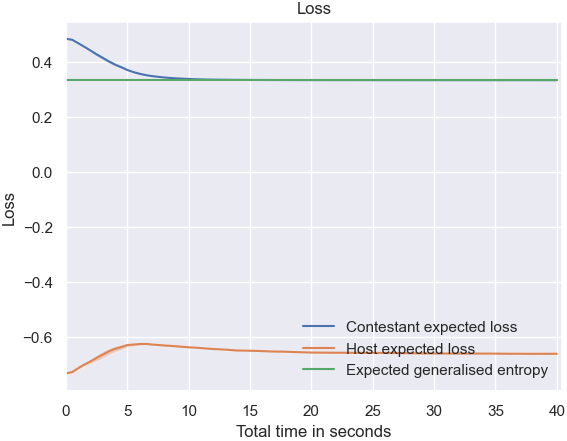 Loss
0.4
0.2
0.0
−0.2
−0.4
−0.6
Loss
Contestant expected loss
Host expected loss
Expected generalised entropy
0 5 10 15 20 25 30 35 40
Total time in seconds